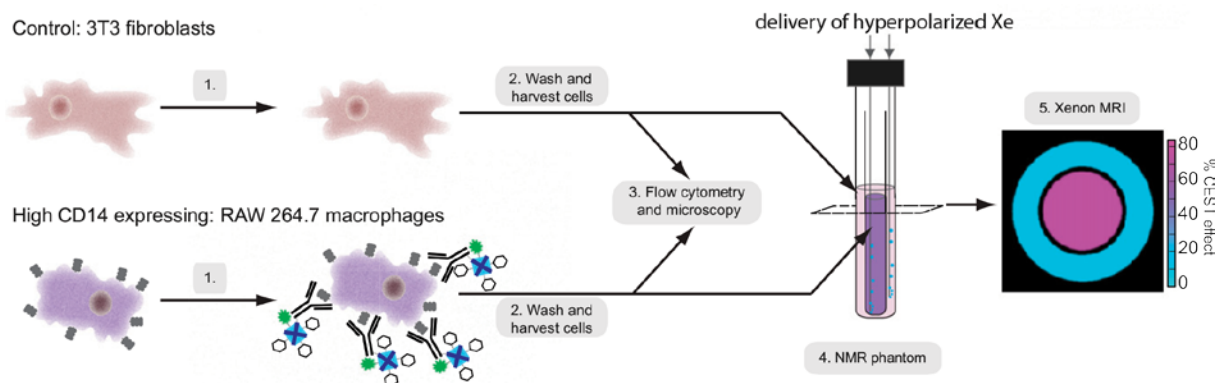 Control: 3T3 fibroblasts
1.
2. Wash and
harvest cells
delivery of hyperpolarized Xe
5. Xenon MRI
80
60
40
20
0
% CEST effect
3. Flow cytometry
and microscopy
High CD14 expressing: RAW 264.7 macrophages
1.
2. Wash and
harvest cells
4. NMR phantom